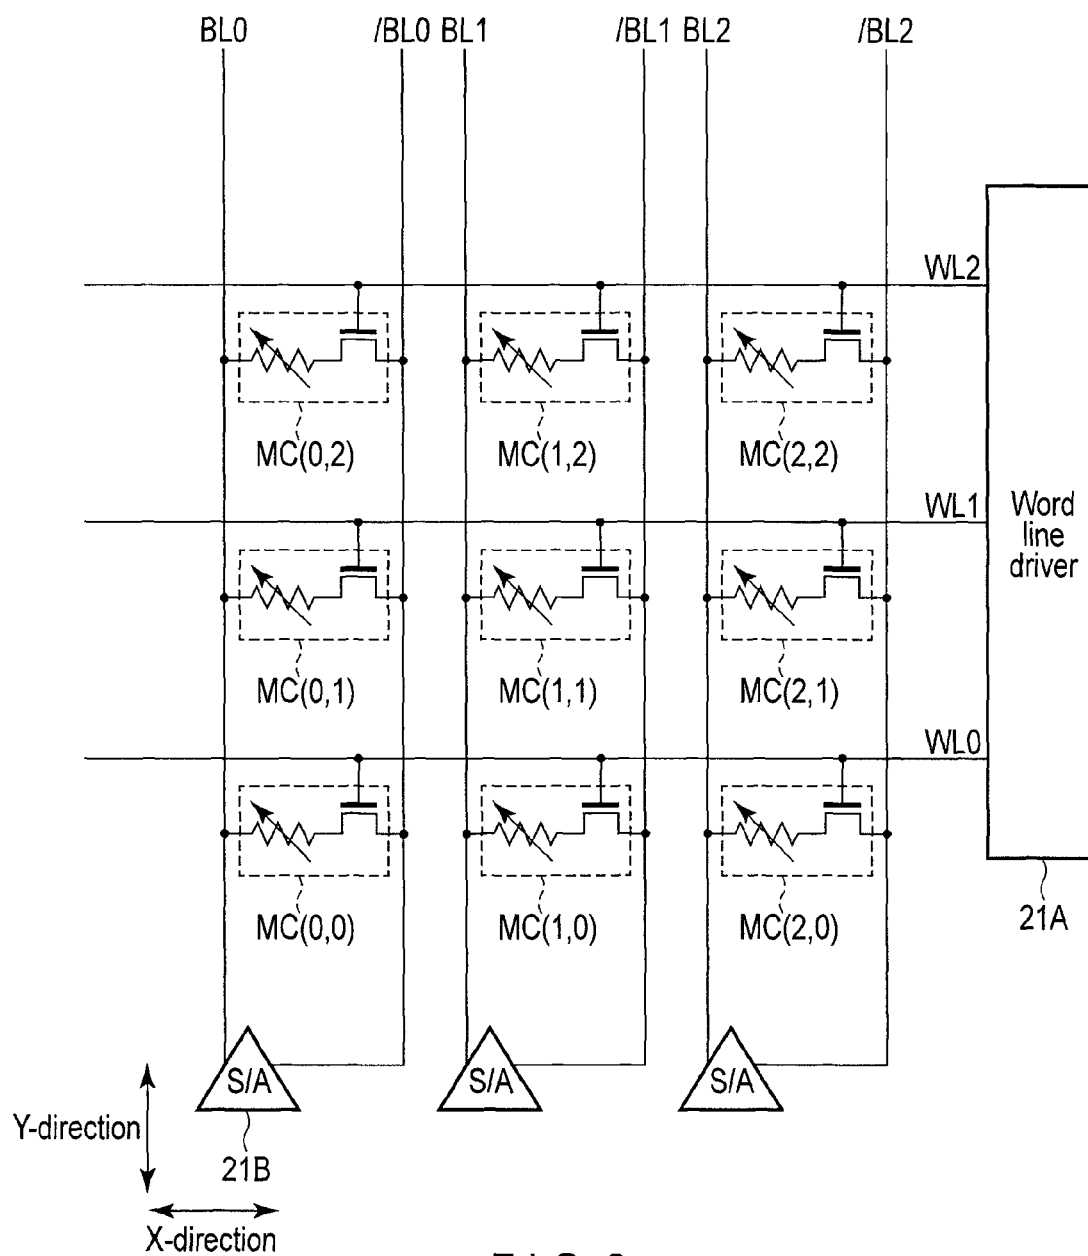 BL0 /BL0 BL1 /BL1 BL2 /BL2
WL2
MC(0,2) MC(1,2) MC(2,2)
WL1
Word
line
driver
MC(0,1) MC(1,1) MC(2,1)
WL0
MC(0,0) MC(1,0) MC(2,0)
21A
S/A S/A S/A
Y-direction
21B
X-direction